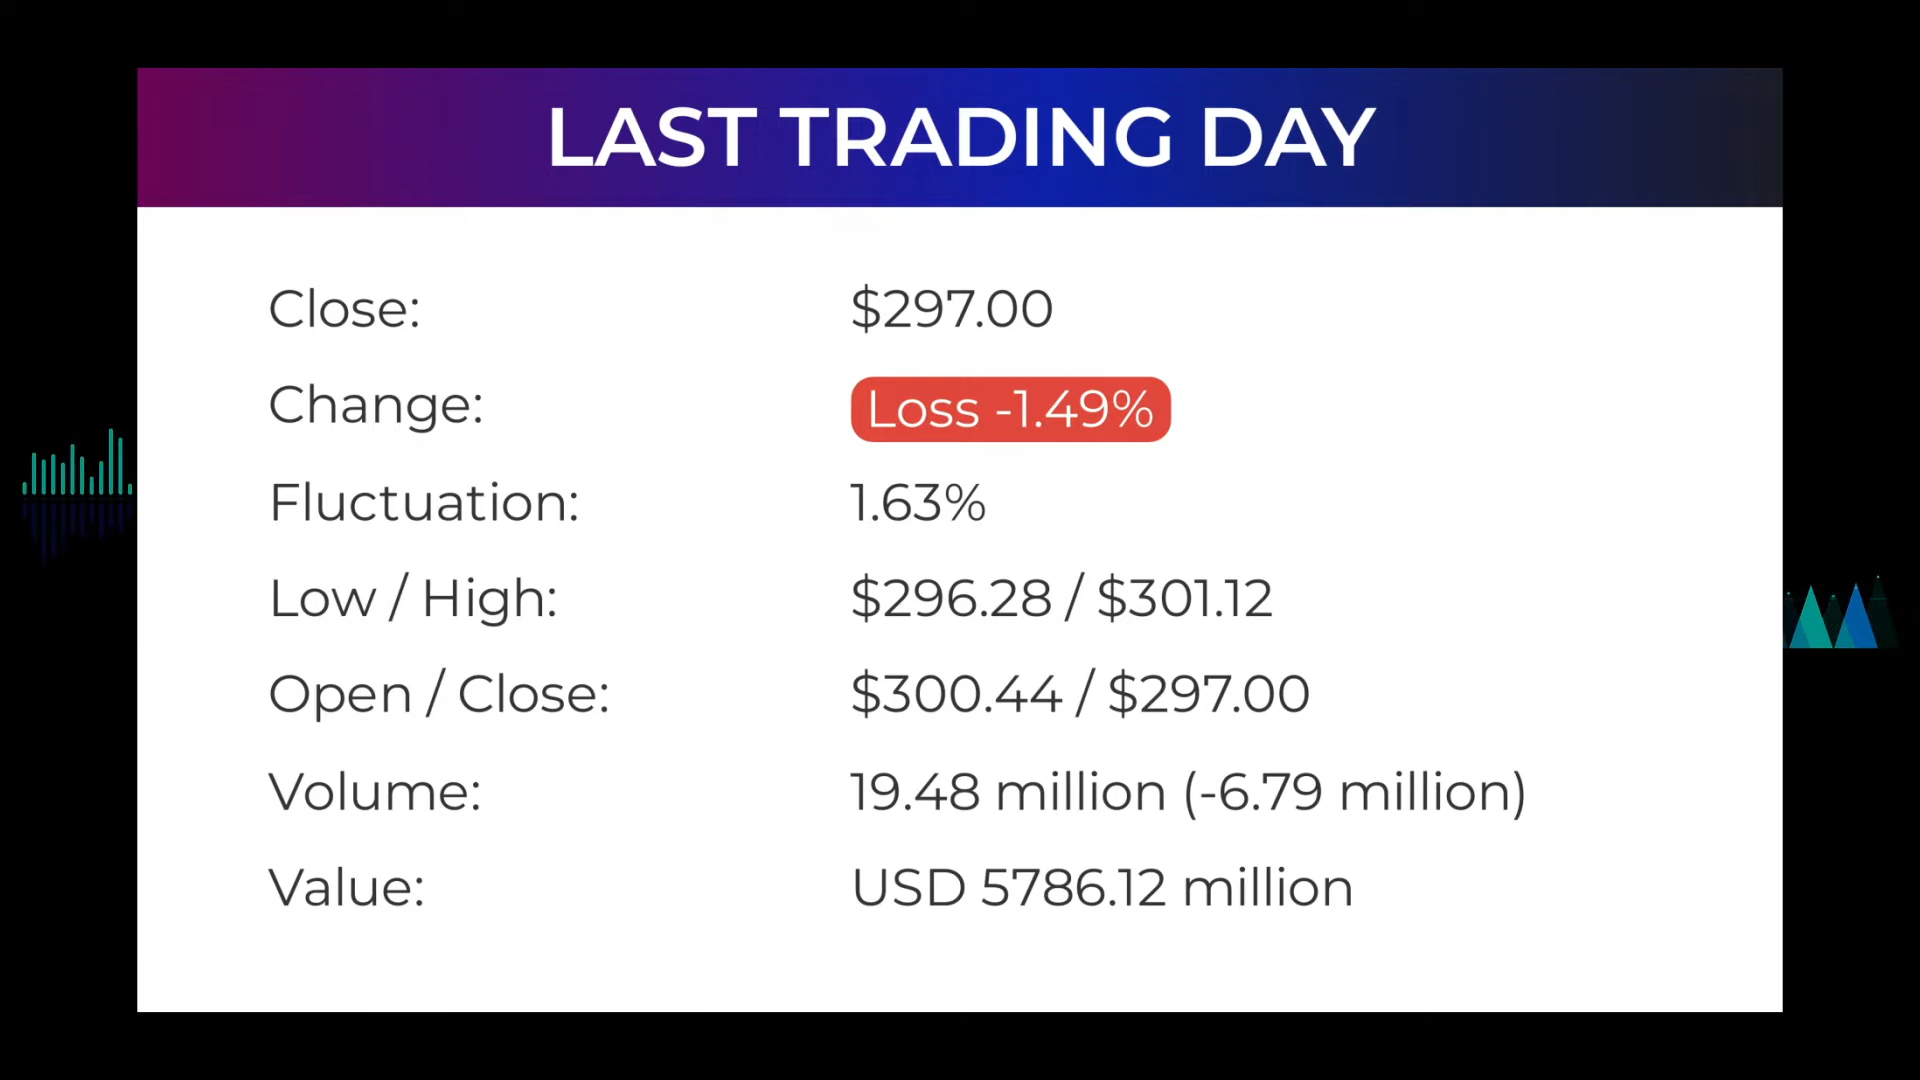 LAST TRADING DAY
Close: $297.00
Change: Loss -1.49%
Fluctuation: 1.63%
Low / High: $296.28 / $301.12
Open / Close: $300.44 / $297.00
Volume: 19.48 million (-6.79 million)
Value: USD 5786.12 million